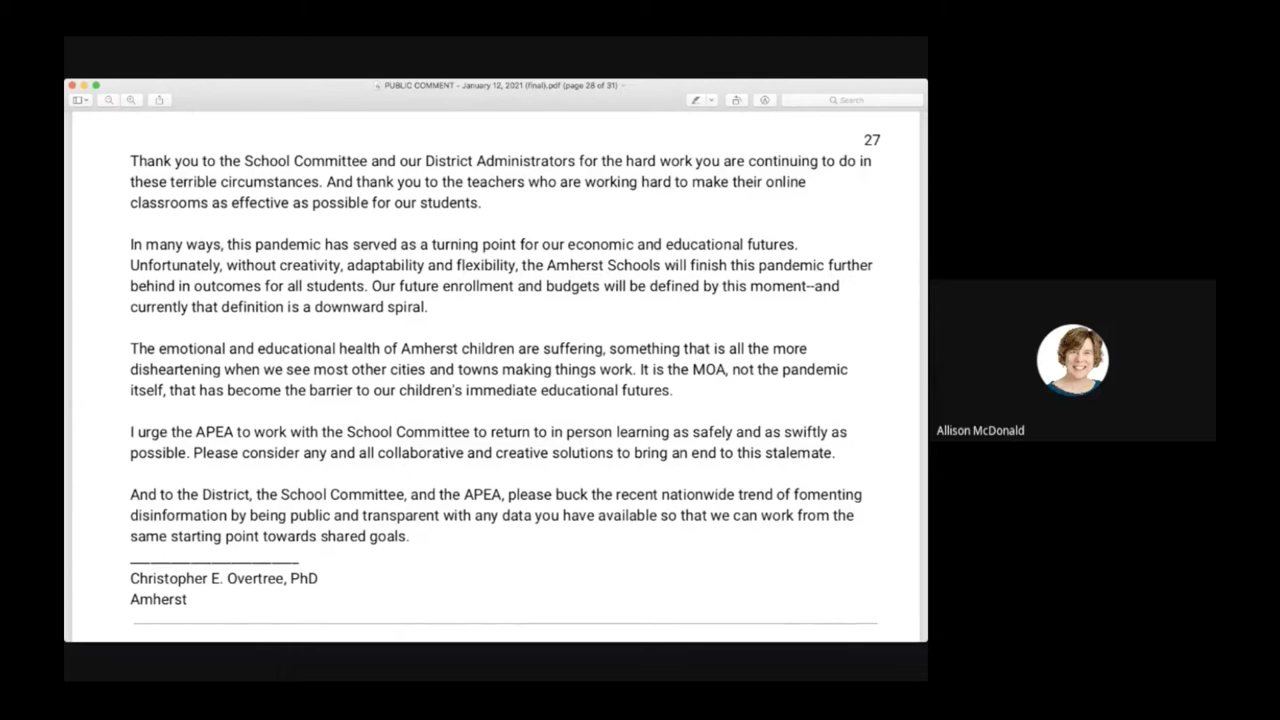 PUBLIC COMMENT - January 12, 2021 (final).pdf (page 28 of 31)
Search
27
Thank you to the School Committee and our District Administrators for the hard work you are continuing to do in
these terrible circumstances. And thank you to the teachers who are working hard to make their online
classrooms as effective as possible for our students.
In many ways, this pandemic has served as a turning point for our economic and educational futures.
Unfortunately, without creativity, adaptability and flexibility, the Amherst Schools will finish this pandemic further
behind in outcomes for all students. Our future enrollment and budgets will be defined by this moment--and
currently that definition is a downward spiral.
The emotional and educational health of Amherst children are suffering, something that is all the more
disheartening when we see most other cities and towns making things work. It is the MOA, not the pandemic
itself, that has become the barrier to our children's immediate educational futures.
I urge the APEA to work with the School Committee to return to in person learning as safely and as swiftly as
possible. Please consider any and all collaborative and creative solutions to bring an end to this stalemate.
And to the District, the School Committee, and the APEA, please buck the recent nationwide trend of fomenting
disinformation by being public and transparent with any data you have available so that we can work from the
same starting point towards shared goals.
Christopher E. Overtree, PhD
Amherst
Allison McDonald